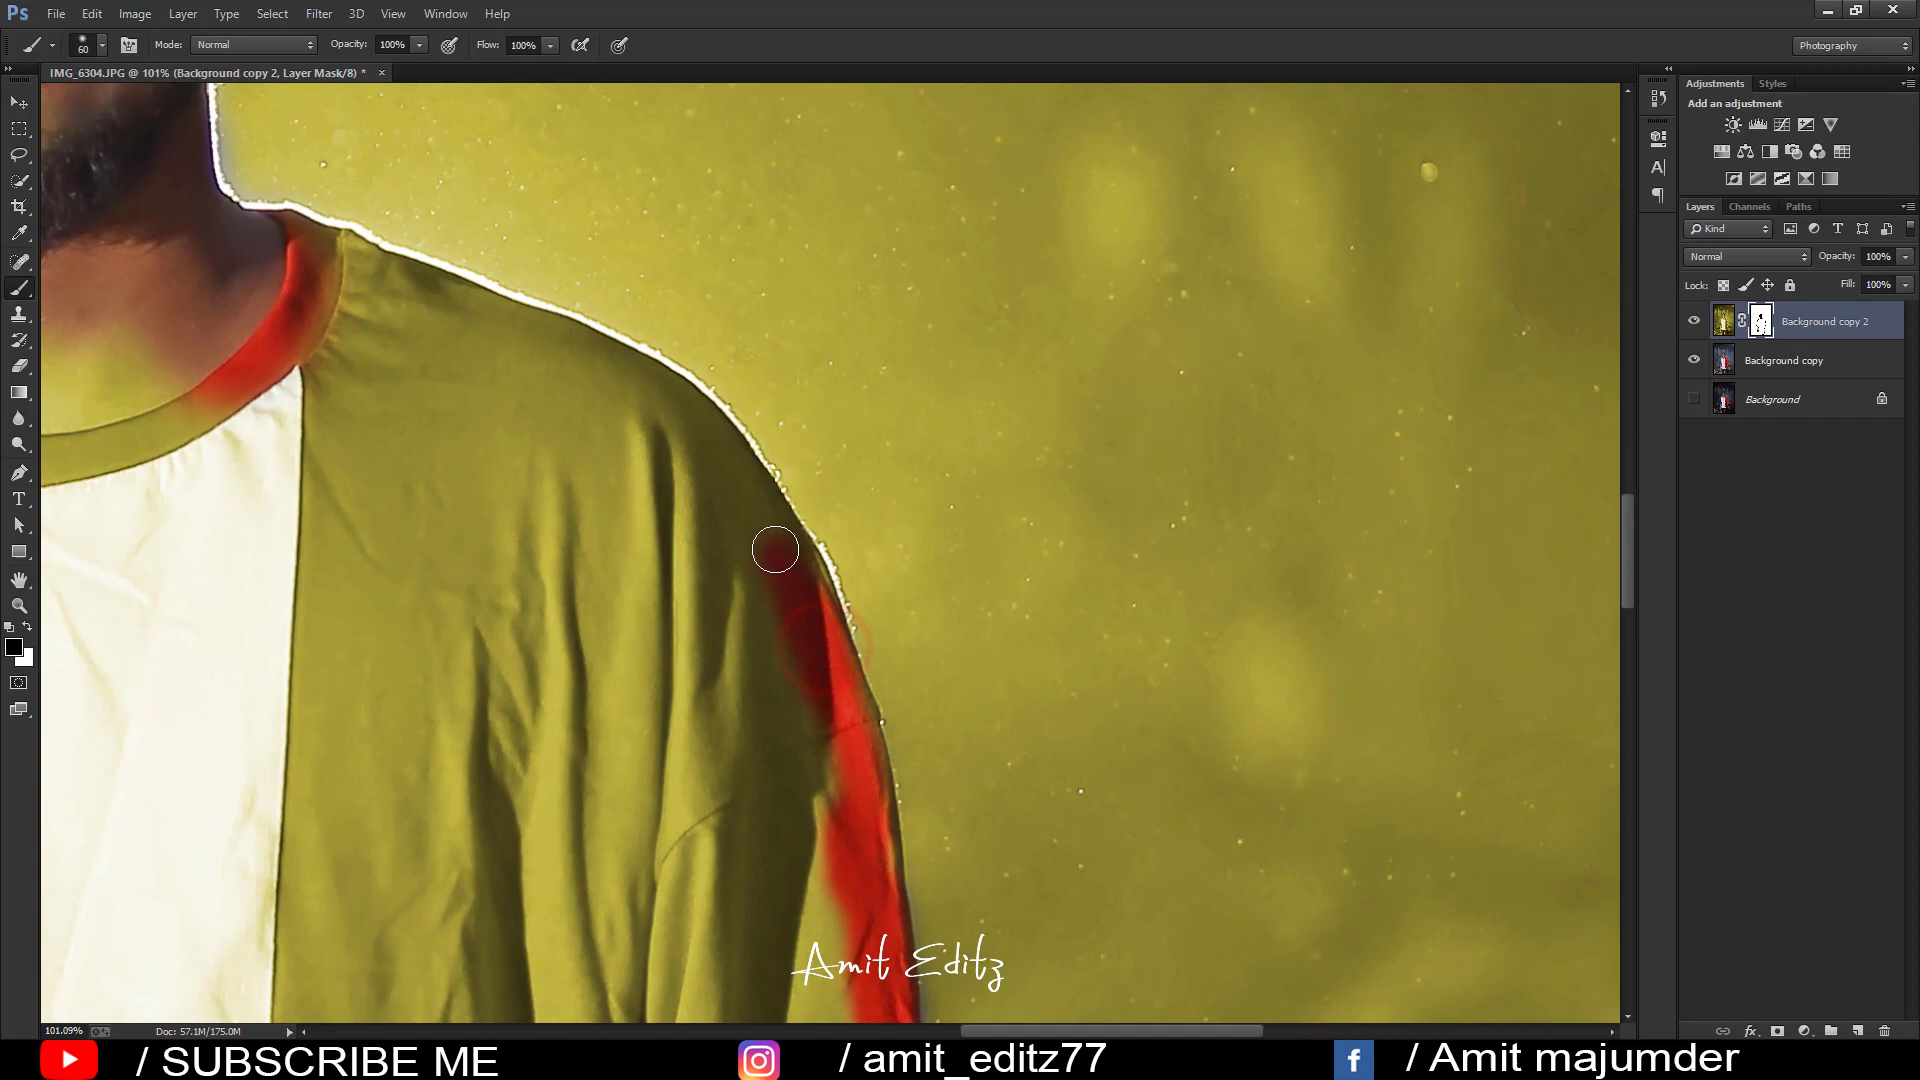 Ps File Edit Image Layer Type Select Filter 3D View Window Help
60 Mode: Normal Opacity: 100% Flow: 100% Photography
IMG_6304.JPG @ 101% (Background copy 2, Layer Mask/8) * ×
Adjustments Styles
Add an adjustment
Layers Channels Paths
Kind
Normal Opacity: 100%
Lock: Fill: 100%
Background copy 2
Background copy
Background
Amit Editz
101.09% Doc: 57.1M/175.0M
/ SUBSCRIBE ME / amit_editz77 / Amit majumder